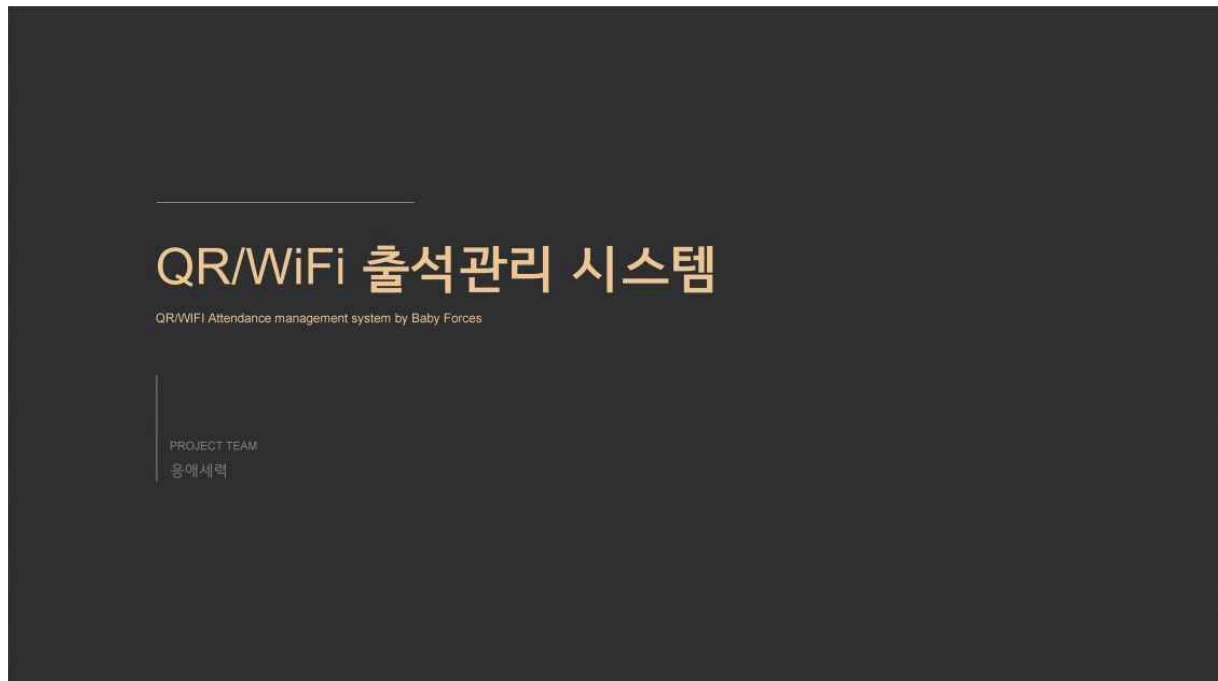 QR/WiFi 출석관리 시스템
QR/WIFI Attendance management system by Baby Forces
PROJECT TEAM
응애세력